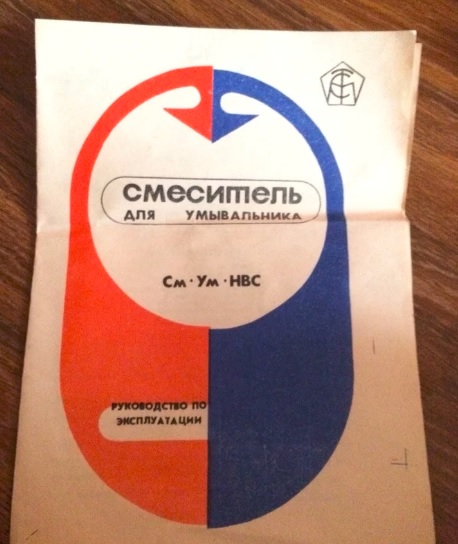 смеситель
для умывальника
См·Ум·НВС
руководство по
эксплуатации